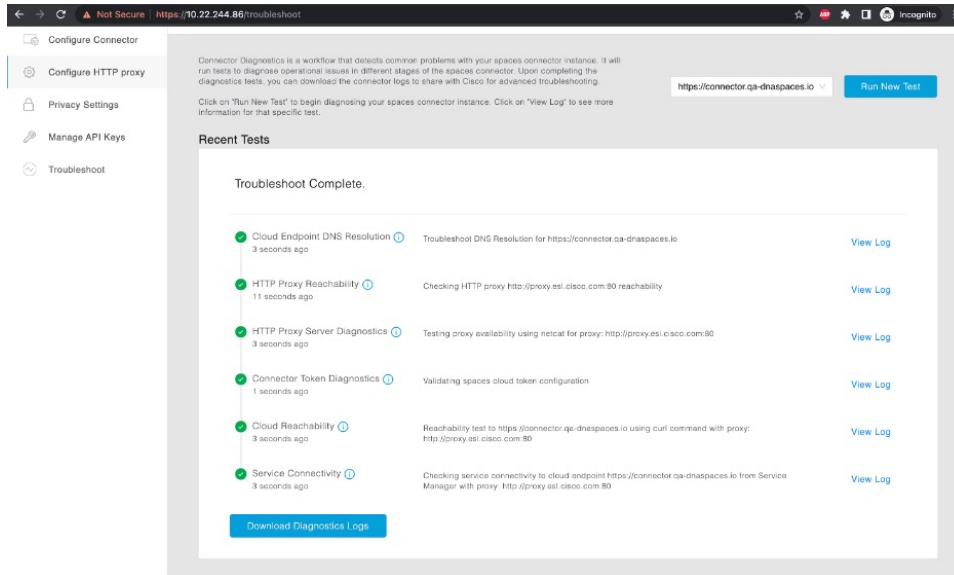 Not Secure | https://10.22.244.86/troubleshoot
ABP
Incognito
Configure Connector
Configure HTTP proxy
Privacy Settings
Manage API Keys
Troubleshoot
Connector Diagnostics is a workflow that detects common problems with your spaces connector instance. It will
run tests to diagnose operational issues in different stages of the spaces connector. Upon completing the
diagnostics tests, you can download the connector logs to share with Cisco for advanced troubleshooting.
Click on "Run New Test" to begin diagnosing your spaces connector instance. Click on "View Log" to see more
information for that specific test.
https://connector.qa-dnaspaces.io
Run New Test
Recent Tests
Troubleshoot Complete.
Cloud Endpoint DNS Resolution
3 seconds ago
Troubleshoot DNS Resolution for https://connector.qa-dnaspaces.io
View Log
HTTP Proxy Reachability
11 seconds ago
Checking HTTP proxy http://proxy.esl.cisco.com:80 reachability
View Log
HTTP Proxy Server Diagnostics
3 seconds ago
Testing proxy availability using netcat for proxy: http://proxy.esl.cisco.com:80
View Log
Connector Token Diagnostics
1 seconds ago
Validating spaces cloud token configuration
View Log
Cloud Reachability
3 seconds ago
Reachability test to https://connector.qa-dnaspaces.io using curl command with proxy:
http://proxy.esl.cisco.com:80
View Log
Service Connectivity
3 seconds ago
Checking service connectivity to cloud endpoint https://connector.qa-dnaspaces.io from Service
Manager with proxy: http://proxy.esl.cisco.com:80
View Log
Download Diagnostics Logs